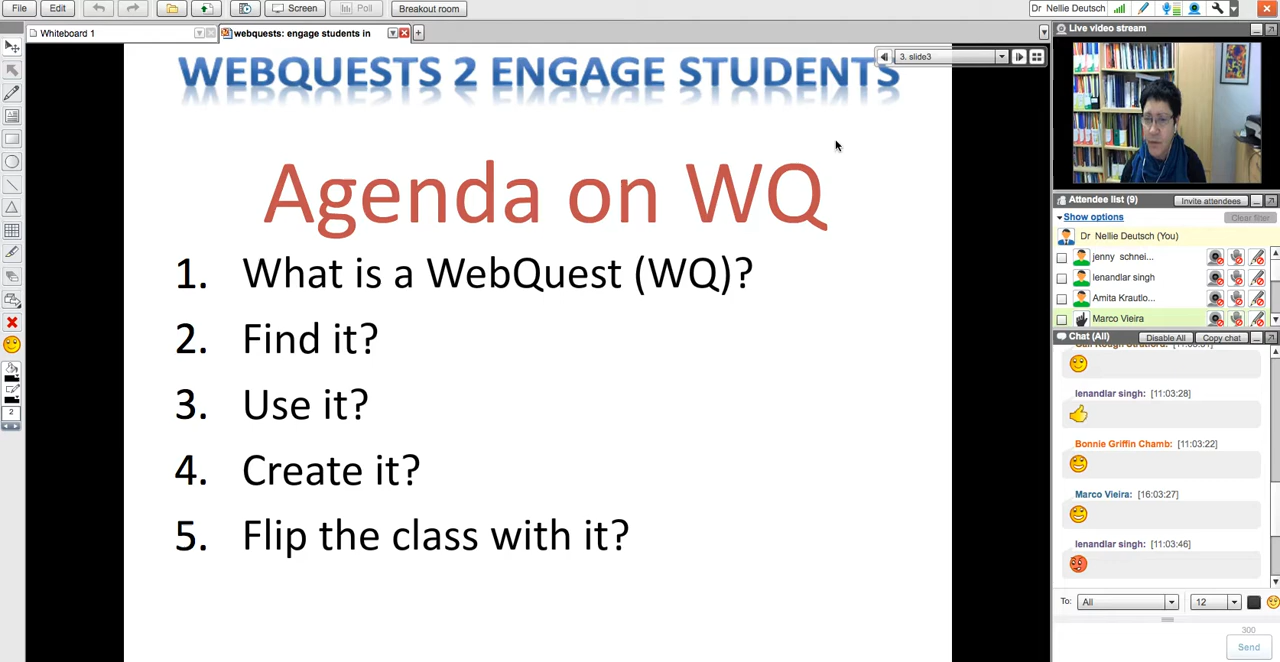 File Edit Screen Poll Breakout room Dr Nellie Deutsch
Whiteboard 1 webquests: engage students in
3. slide3
WEBQUESTS 2 ENGAGE STUDENTS
Agenda on WQ
1. What is a WebQuest (WQ)?
2. Find it?
3. Use it?
4. Create it?
5. Flip the class with it?
2
Live video stream
Attendee list (9) Invite attendees
Show options Clear filter
Dr Nellie Deutsch (You)
jenny schnei...
lenandlar singh
Amita Krautlo...
Marco Vieira
Chat (All) Disable All Copy chat
lenandlar singh: [11:03:28]
Bonnie Griffin Chamb: [11:03:22]
Marco Vieira: [16:03:27]
lenandlar singh: [11:03:46]
To: All 12
300
Send